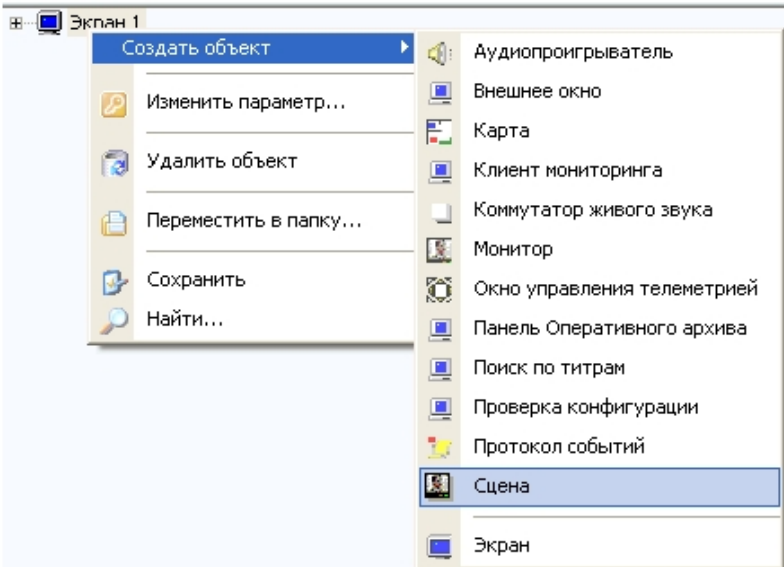 Экран 1
Создать объект
Изменить параметр...
Удалить объект
Переместить в папку...
Сохранить
Найти...
Аудиопроигрыватель
Внешнее окно
Карта
Клиент мониторинга
Коммутатор живого звука
Монитор
Окно управления телеметрией
Панель Оперативного архива
Поиск по титрам
Проверка конфигурации
Протокол событий
Сцена
Экран